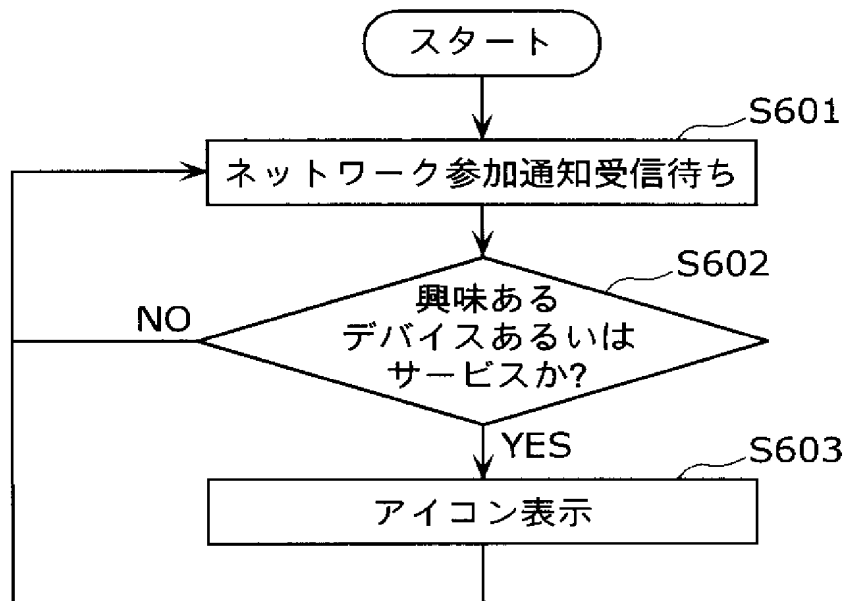 スタート
S601
ネットワーク参加通知受信待ち
S602
興味ある
デバイスあるいは
サービスか?
NO
YES
S603
アイコン表示